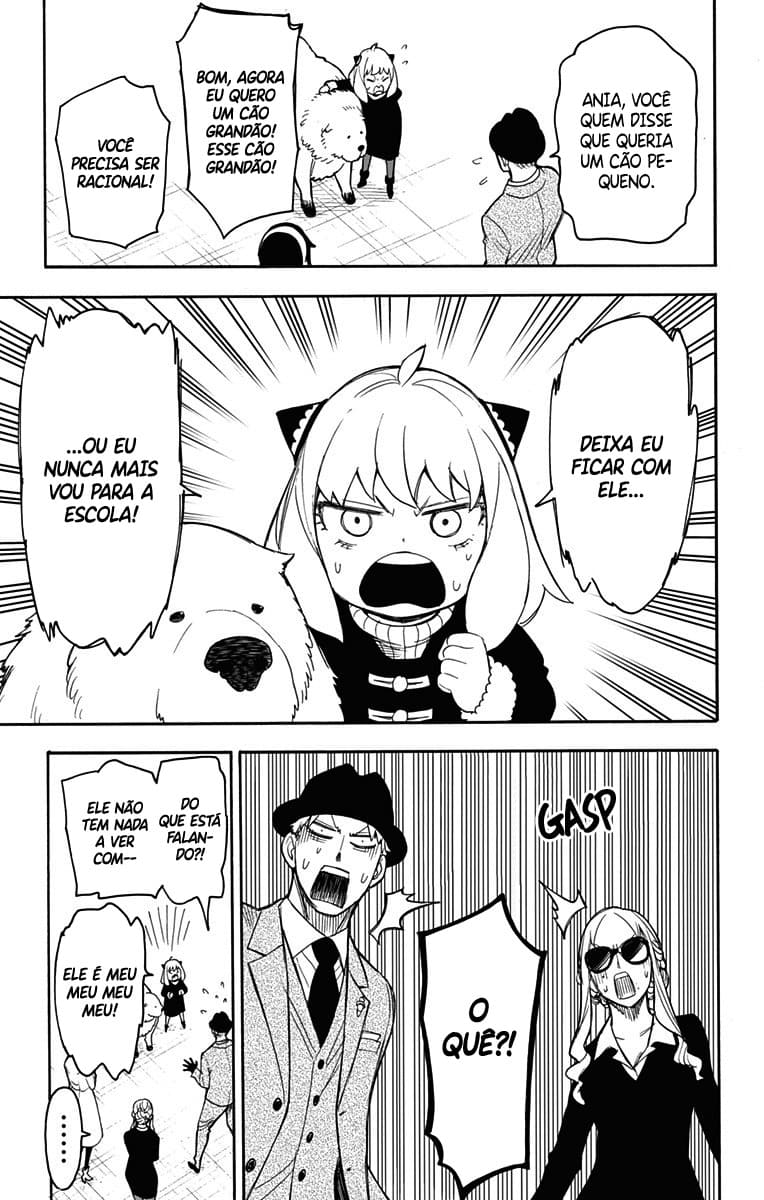 ANIA, VOCÊ
QUEM DISSE
QUE QUERIA
UM CÃO PE-
QUENO.
BOM, AGORA
EU QUERO
UM CÃO
GRANDÃO!
ESSE CÃO
GRANDÃO!
VOCÊ
PRECISA SER
RACIONAL!
DEIXA EU
FICAR COM
ELE...
...OU EU
NUNCA MAIS
VOU PARA A
ESCOLA!
GASP
O
QUÊ?!
DO
QUE ESTÁ
FALAN-
DO?!
ELE NÃO
TEM NADA
A VER
COM--
ELE É MEU
MEU MEU
MEU!
......